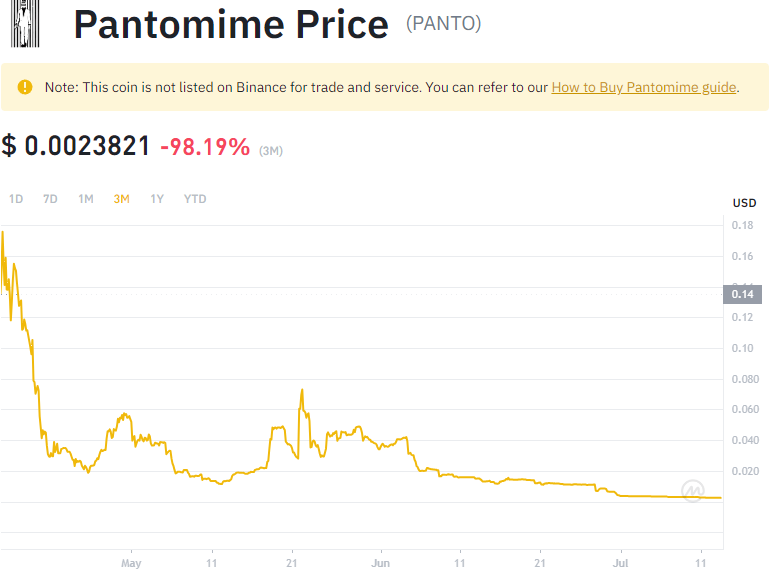 Pantomime Price (PANTO)
Note: This coin is not listed on Binance for trade and service. You can refer to our How to Buy Pantomime guide.
$ 0.0023821 -98.19% (3M)
1D 7D 1M 3M 1Y YTD
USD
0.18
0.16
0.14
0.12
0.10
0.080
0.060
0.040
0.020
May 11 21 Jun 11 21 Jul 11